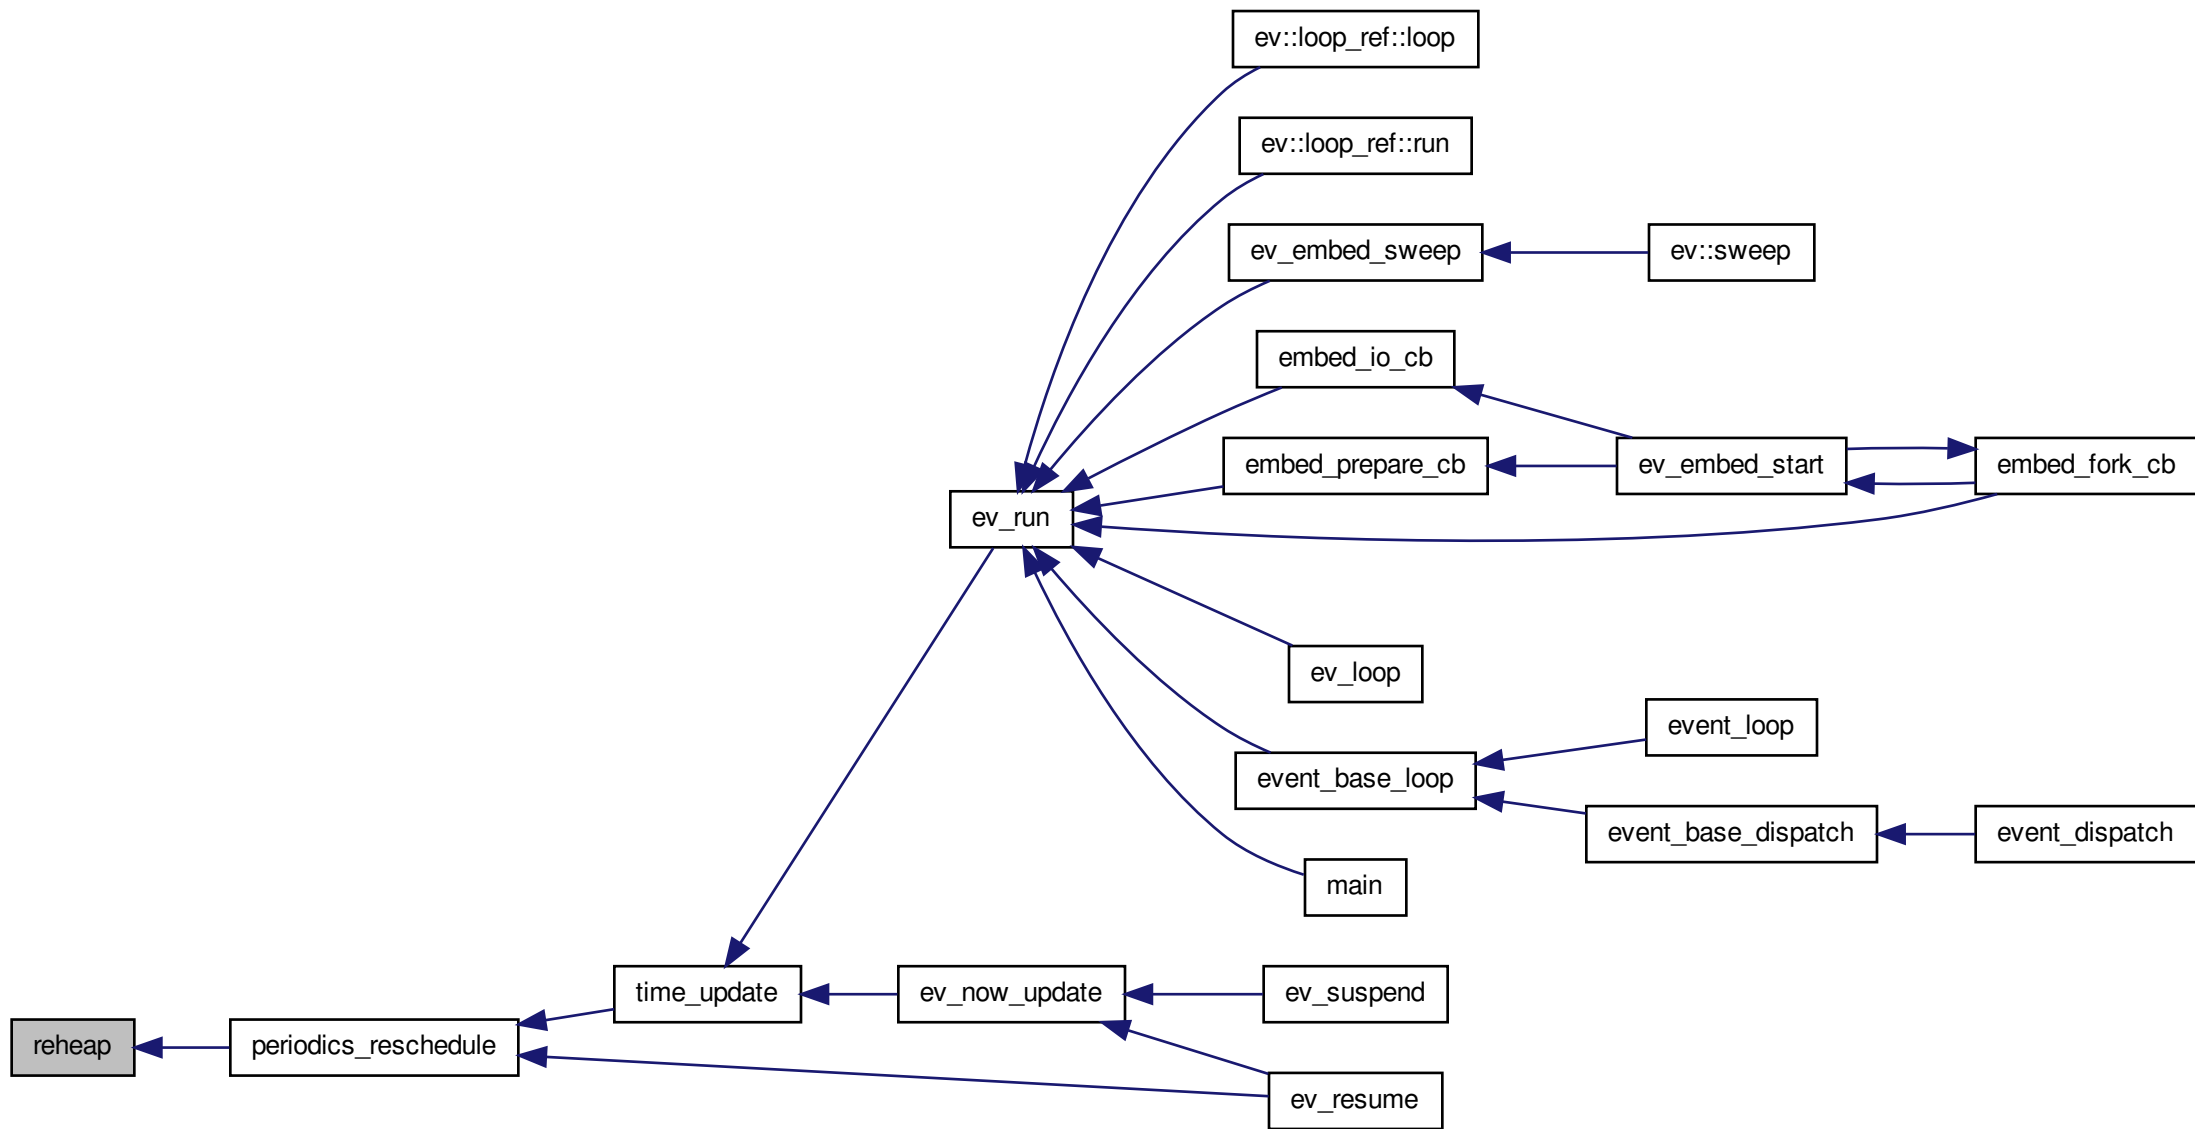 ev::loop_ref::loop
ev::loop_ref::run
ev_embed_sweep
ev::sweep
embed_io_cb
embed_prepare_cb
ev_embed_start
embed_fork_cb
ev_run
ev_loop
event_loop
event_base_loop
event_base_dispatch
event_dispatch
main
time_update
ev_now_update
ev_suspend
reheap
periodics_reschedule
ev_resume